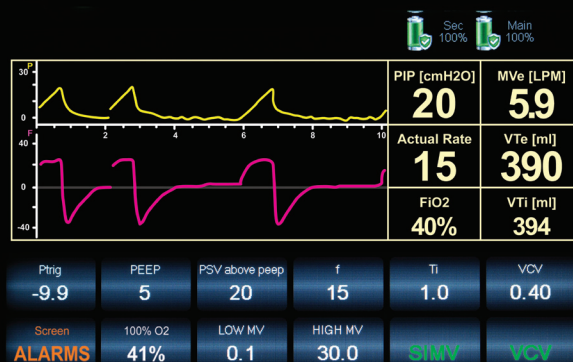 Sec 100%
Main 100%
P
30
0
2
4
6
8
10
F
40
0
-40
PIP [cmH2O]
20
MVe [LPM]
5.9
Actual Rate
15
VTe [ml]
390
FiO2
40%
VTi [ml]
394
Ptrig
-9.9
PEEP
5
PSV above peep
20
f
15
Ti
1.0
VCV
0.40
Screen
ALARMS
100% O2
41%
LOW MV
0.1
HIGH MV
30.0
SIMV
VCV